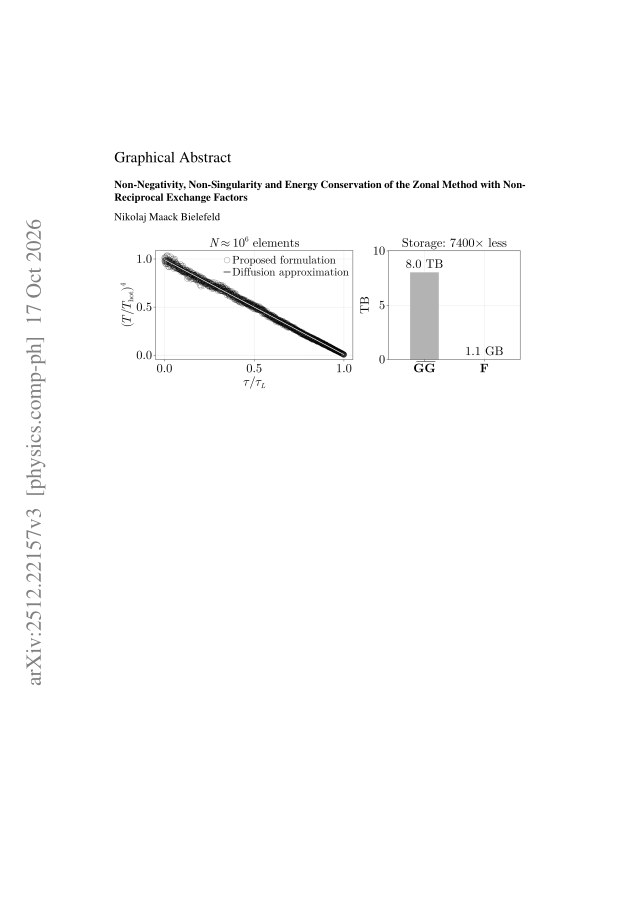 Graphical Abstract
Non-Negativity, Non-Singularity and Energy Conservation of the Zonal Method with Non-
Reciprocal Exchange Factors
Nikolaj Maack Bielefeld
N ≈ 10⁶ elements
Proposed formulation
Diffusion approximation
(T/T_hot)⁴
1.0
0.5
0.0
0.0 0.5 1.0
τ/τ_L
Storage: 7400× less
TB
10
5
0
8.0 TB
1.1 GB
GG F
arXiv:2512.22157v3 [physics.comp-ph] 17 Oct 2026